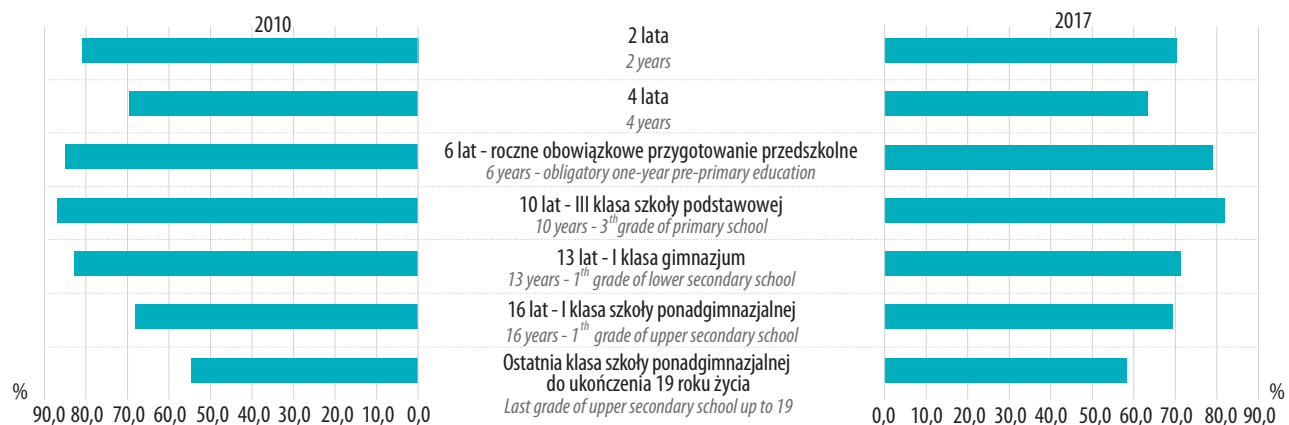 2010
2017
2 lata
2 years
4 lata
4 years
6 lat - roczne obowiązkowe przygotowanie przedszkolne
6 years - obligatory one-year pre-primary education
10 lat - III klasa szkoły podstawowej
10 years - 3th grade of primary school
13 lat - I klasa gimnazjum
13 years - 1th grade of lower secondary school
16 lat - I klasa szkoły ponadgimnazjalnej
16 years - 1th grade of upper secondary school
Ostatnia klasa szkoły ponadgimnazjalnej
do ukończenia 19 roku życia
Last grade of upper secondary school up to 19
% %
90,0 80,0 70,0 60,0 50,0 40,0 30,0 20,0 10,0 0,0
0,0 10,0 20,0 30,0 40,0 50,0 60,0 70,0 80,0 90,0